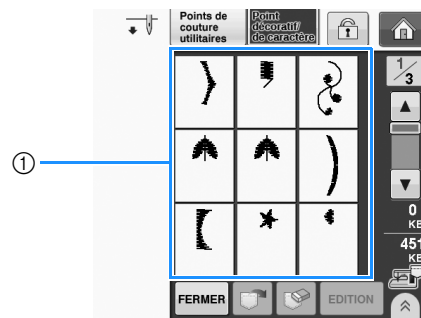 Points de
couture
utilitaires
Point
décoratif/
de caractère
1/3
①
0
KB
451
KB
FERMER
EDITION